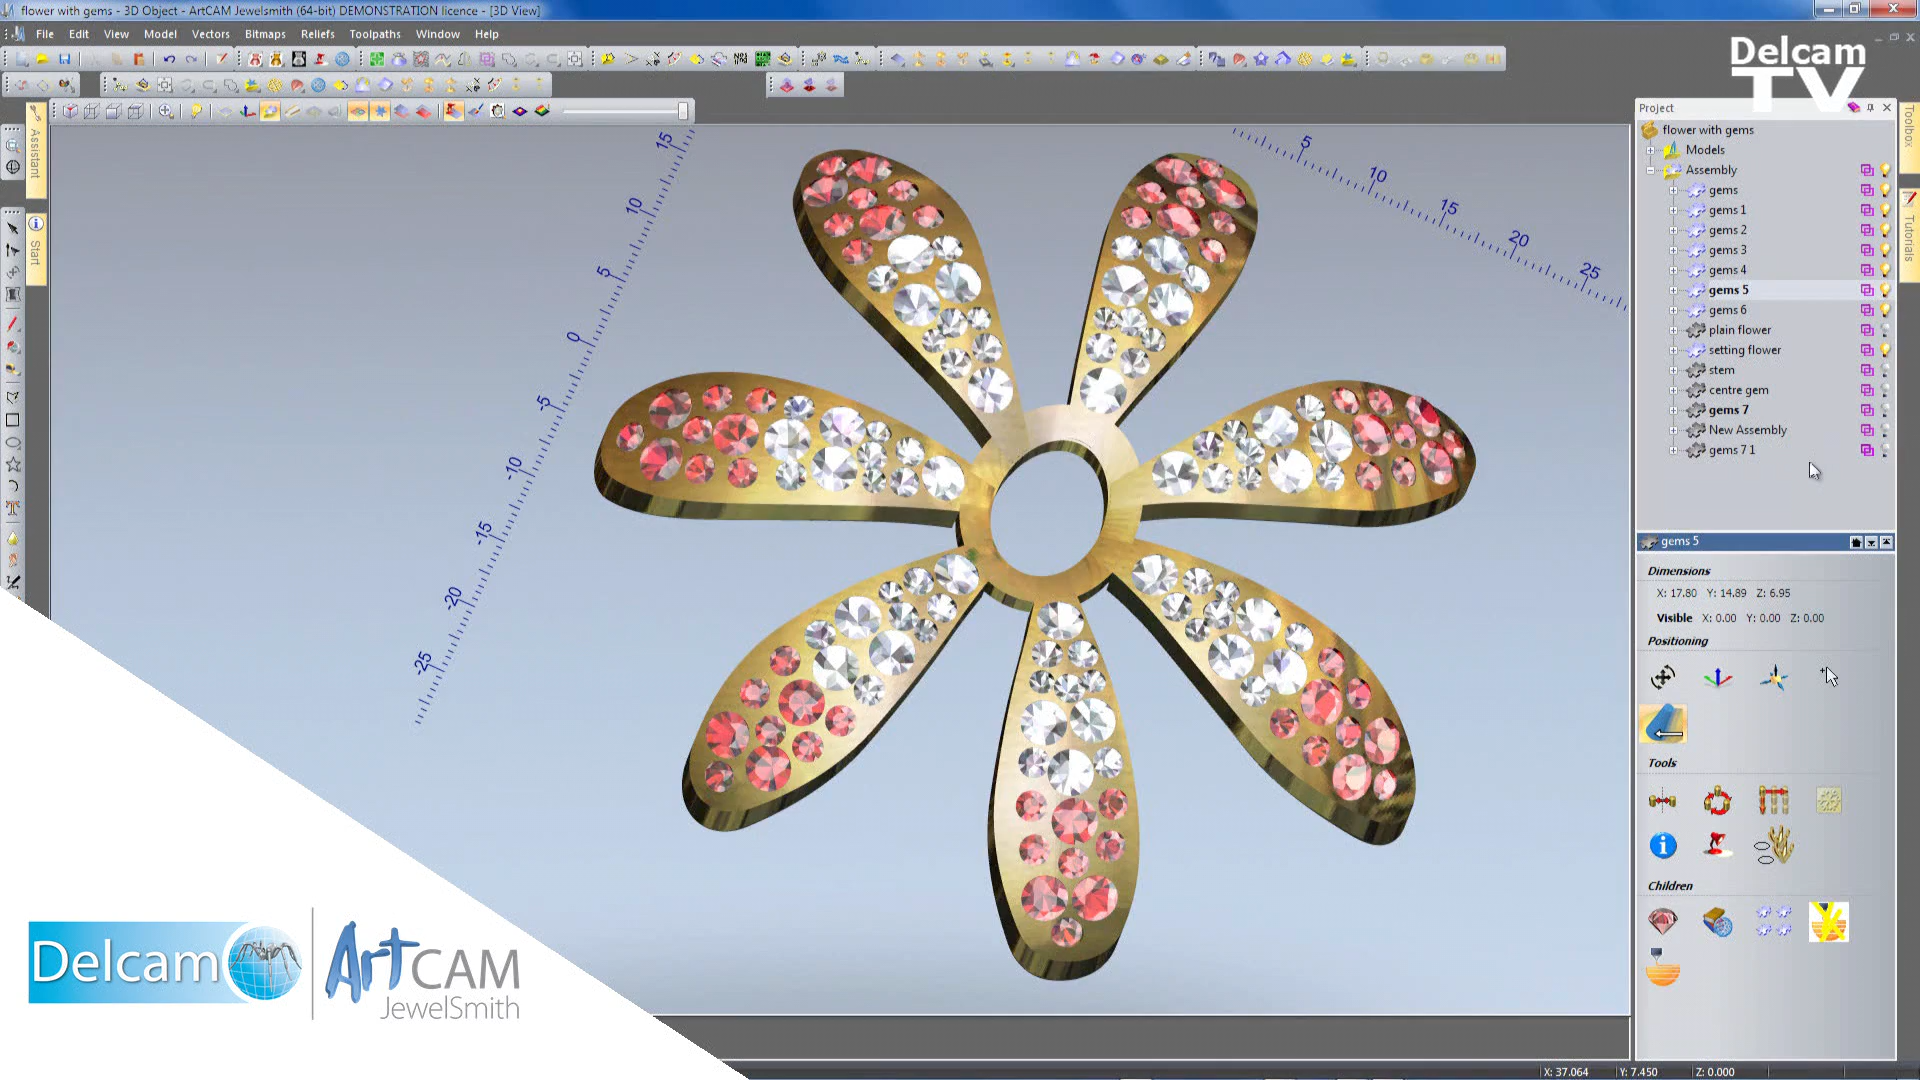 flower with gems - 3D Object - ArtCAM Jewelsmith (64-bit) DEMONSTRATION licence - [3D View]
File Edit View Model Vectors Bitmaps Reliefs Toolpaths Window Help
Delcam
TV
Assistant
Start
Toolbox
Tutorials
15
10
5
0
-5
-10
-15
-20
-25
5
10
15
20
25
Project
flower with gems
Models
Assembly
gems
gems 1
gems 2
gems 3
gems 4
gems 5
gems 6
plain flower
setting flower
stem
centre gem
gems 7
New Assembly
gems 7 1
gems 5
Dimensions
X: 17.80 Y: 14.89 Z: 6.95
Visible X: 0.00 Y: 0.00 Z: 0.00
Positioning
Tools
Children
Delcam
ArtCAM
JewelSmith
X: 37.064 Y: 7.450 Z: 0.000